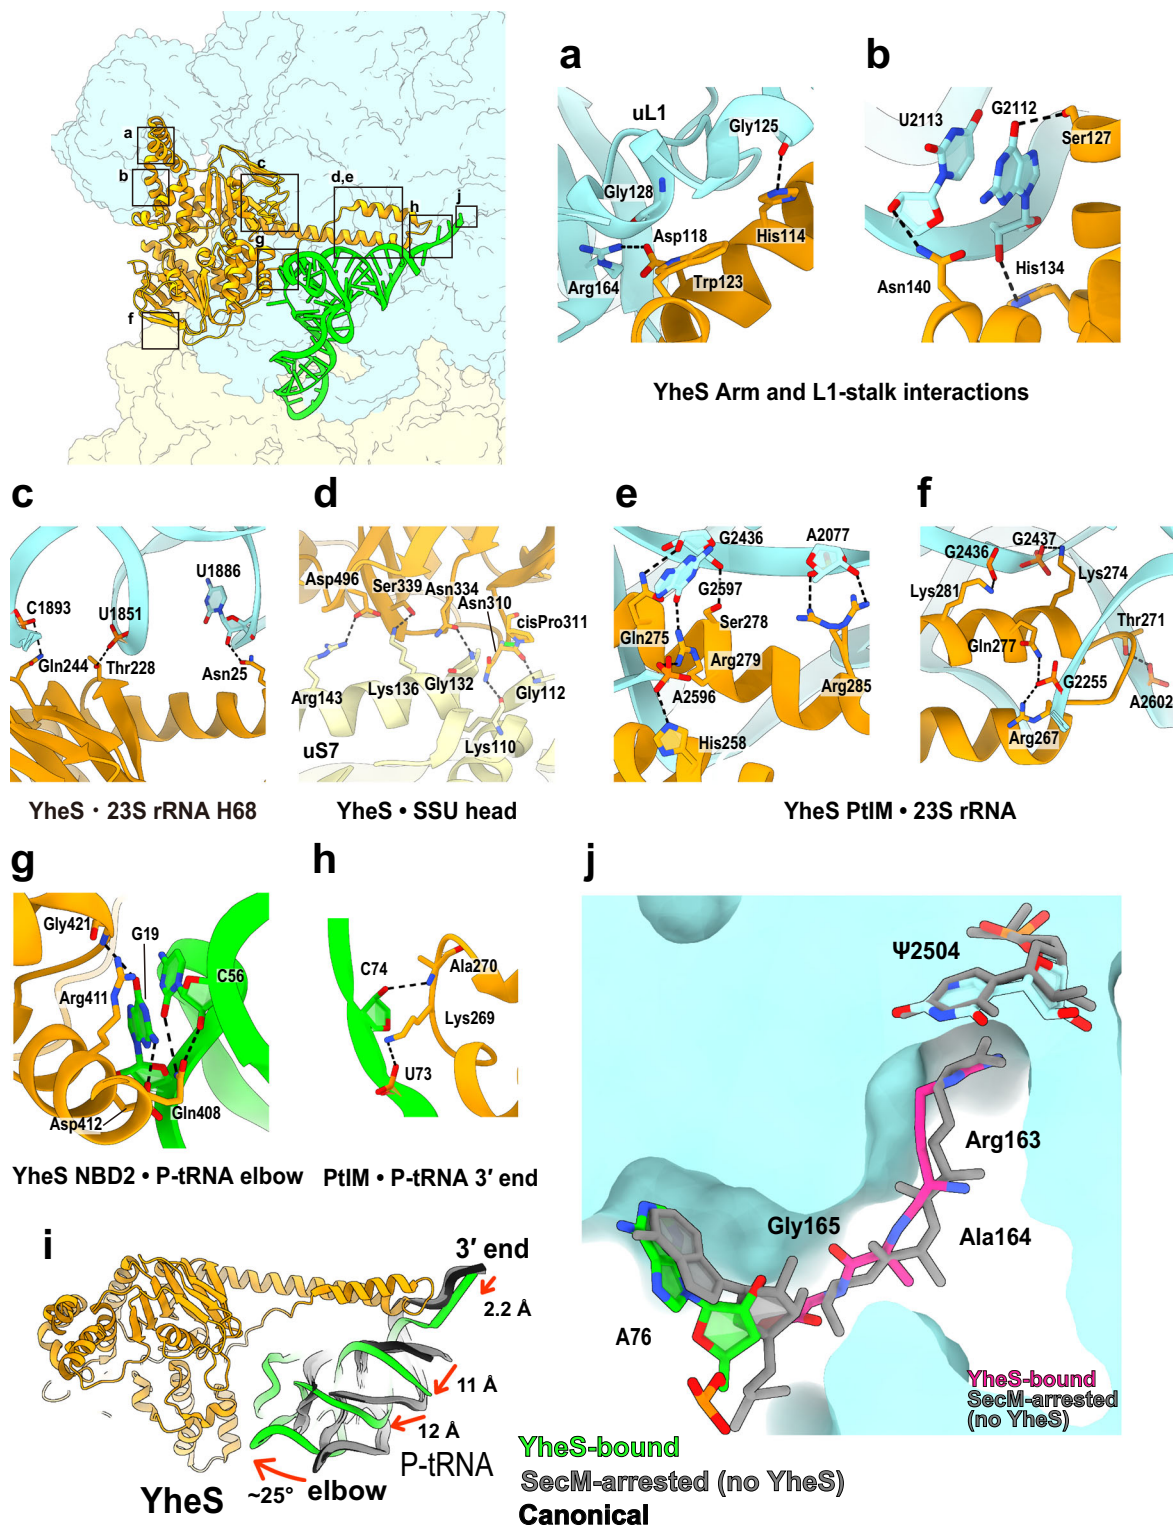 a
b
c
d,e
h
j
g
f
a
uL1
Gly125
Gly128
Asp118
His114
Arg164
Trp123
b
G2112
U2113
Ser127
His134
Asn140
YheS Arm and L1-stalk interactions
c
U1886
C1893
U1851
Gln244
Thr228
Asn25
YheS · 23S rRNA H68
d
Asp496
Ser339
Asn334
Asn310
cisPro311
Arg143
Lys136
Gly132
Gly112
uS7
Lys110
YheS • SSU head
e
G2436
A2077
G2597
Ser278
Gln275
Arg279
Arg285
A2596
His258
f
G2437
G2436
Lys274
Lys281
Thr271
Gln277
G2255
A2602
Arg267
YheS PtIM • 23S rRNA
g
Gly421
G19
C56
Arg411
Gln408
Asp412
YheS NBD2 • P-tRNA elbow
h
C74
Ala270
Lys269
U73
PtIM • P-tRNA 3′ end
i
3′ end
2.2 Å
11 Å
12 Å
P-tRNA
elbow
~25°
YheS
YheS-bound
SecM-arrested (no YheS)
Canonical
j
Ψ2504
Arg163
Gly165
Ala164
A76
YheS-bound
SecM-arrested
(no YheS)